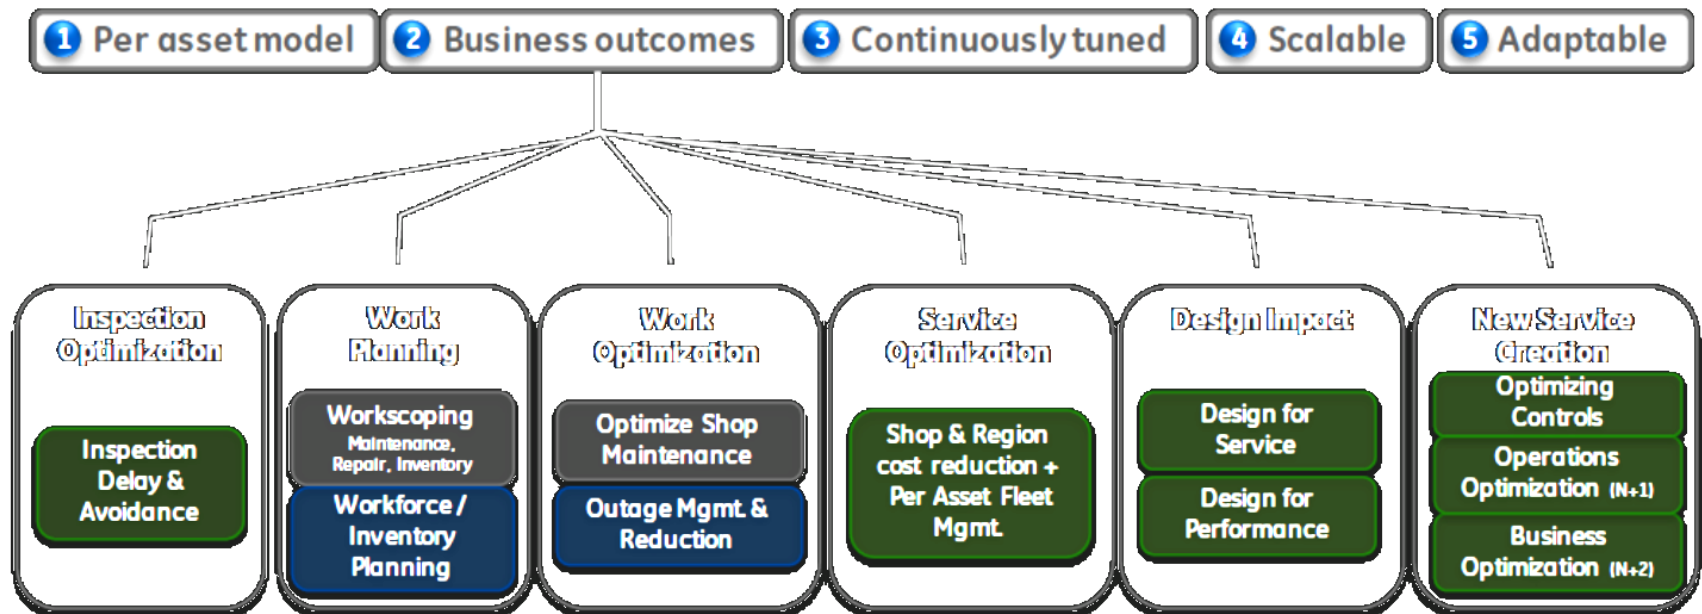 1 Per asset model
2 Business outcomes
3 Continuously tuned
4 Scalable
5 Adaptable
Inspection
Optimization
Inspection
Delay &
Avoidance
Work
Planning
Workscoping
Maintenance,
Repair, Inventory
Workforce /
Inventory
Planning
Work
Optimization
Optimize Shop
Maintenance
Outage Mgmt. &
Reduction
Service
Optimization
Shop & Region
cost reduction +
Per Asset Fleet
Mgmt.
Design Impact
Design for
Service
Design for
Performance
New Service
Creation
Optimizing
Controls
Operations
Optimization (N+1)
Business
Optimization (N+2)